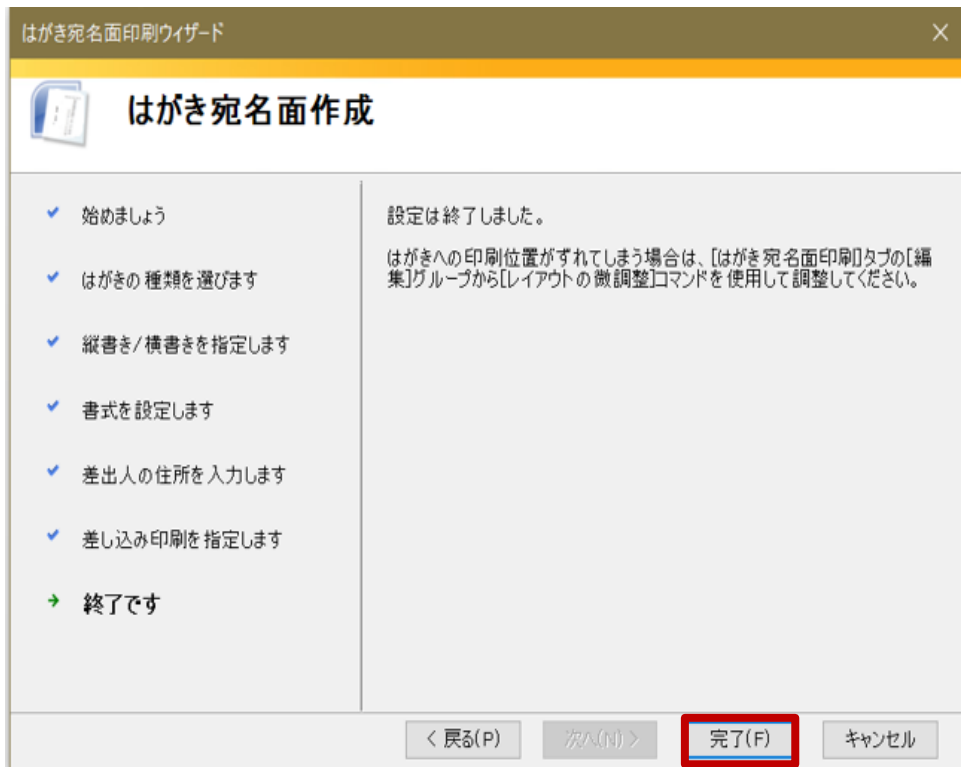 はがき宛名面印刷ウィザード
はがき宛名面作成
始めましょう
はがきの種類を選びます
縦書き/横書きを指定します
書式を設定します
差出人の住所を入力します
差し込み印刷を指定します
終了です
設定は終了しました。
はがきへの印刷位置がずれてしまう場合は、[はがき宛名面印刷]タブの[編
集]グループから[レイアウトの微調整]コマンドを使用して調整してください。
< 戻る(P)
次へ(N) >
完了(F)
キャンセル